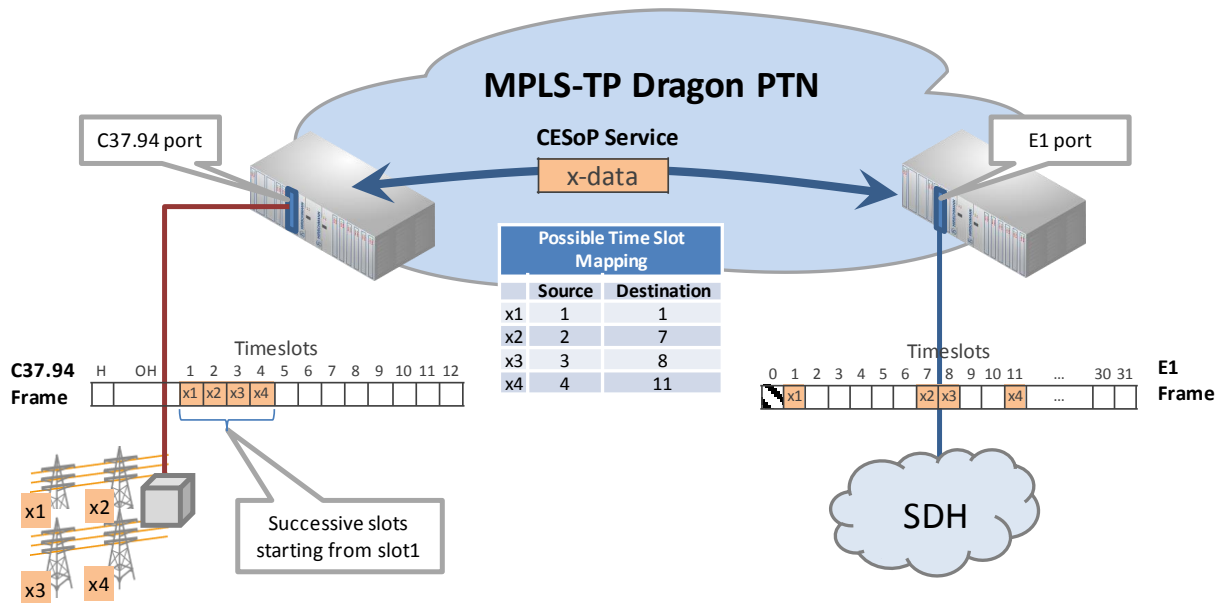 MPLS-TP Dragon PTN
C37.94 port
CESoP Service
E1 port
x-data
Possible Time Slot
Mapping
Source Destination
x1 1 1
x2 2 7
x3 3 8
x4 4 11
Timeslots
C37.94
Frame
H OH 1 2 3 4 5 6 7 8 9 10 11 12
x1 x2 x3 x4
Timeslots
0 1 2 3 4 5 6 7 8 9 10 11 ... 30 31
x1 x2 x3 x4 ...
E1
Frame
x1
x2
x3
x4
Successive slots
starting from slot1
SDH